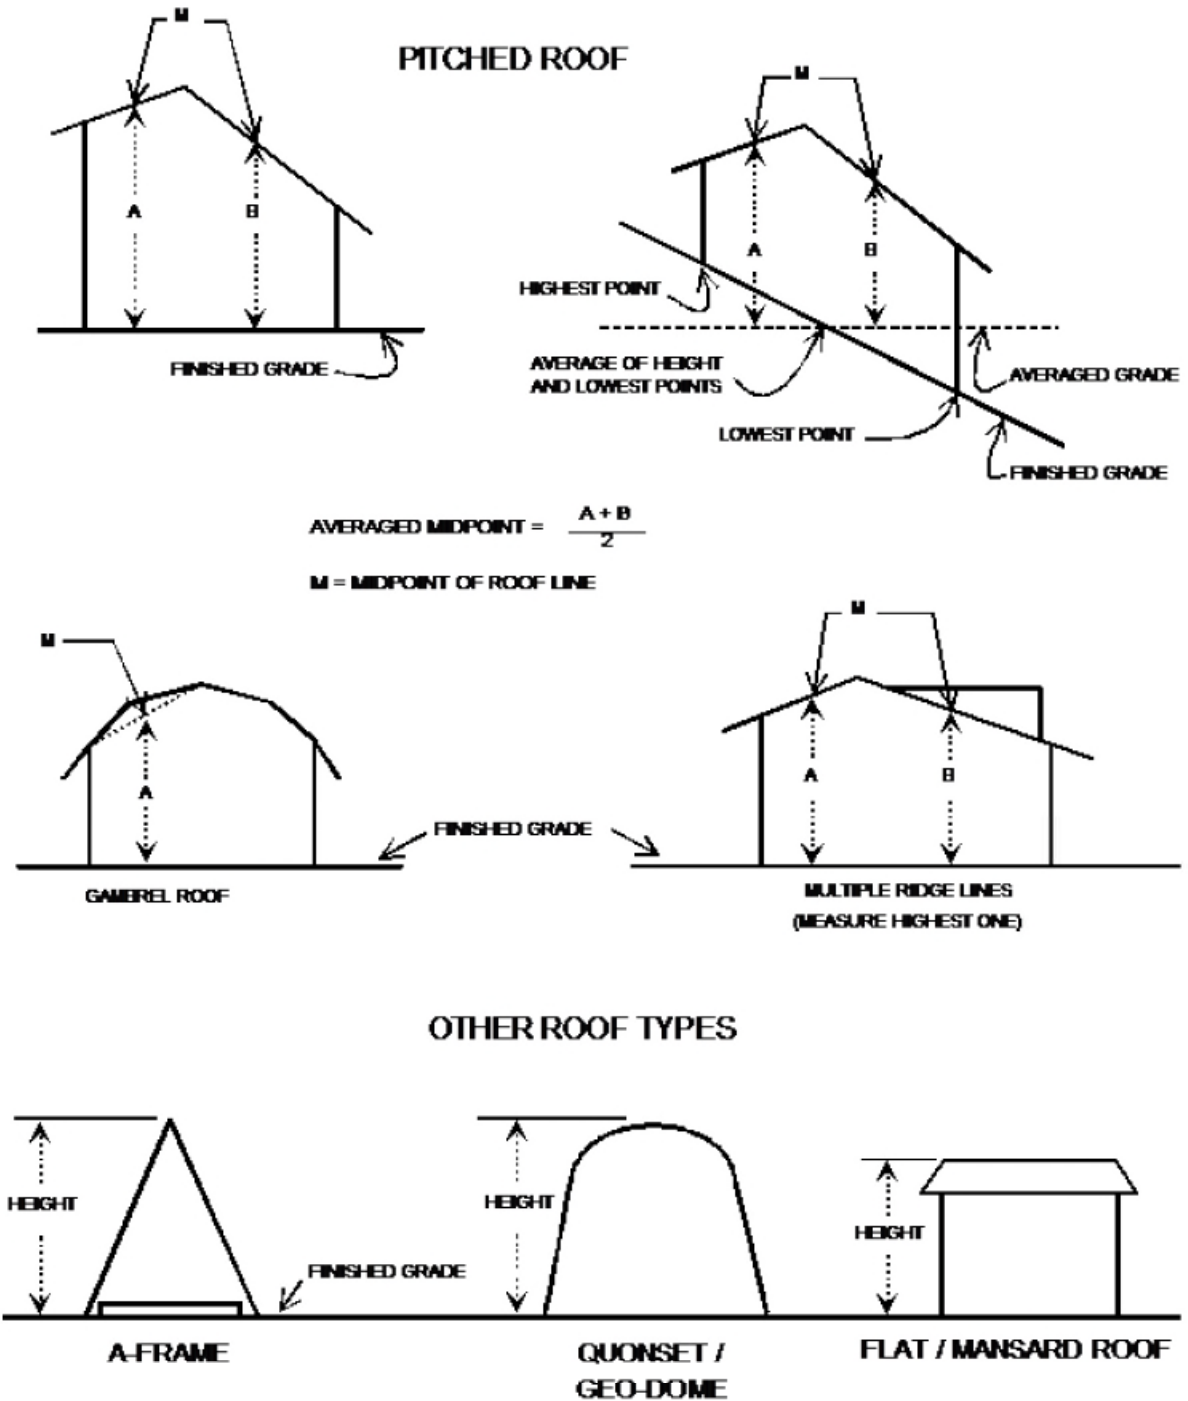 M
PITCHED ROOF
M
A
B
A
B
HIGHEST POINT
FINISHED GRADE
AVERAGE OF HEIGHT
AND LOWEST POINTS
AVERAGED GRADE
LOWEST POINT
FINISHED GRADE
AVERAGED MIDPOINT = A + B
2
M = MIDPOINT OF ROOF LINE
M
M
A
A
B
FINISHED GRADE
GAMBREL ROOF
MULTIPLE RIDGE LINES
(MEASURE HIGHEST ONE)
OTHER ROOF TYPES
HEIGHT
HEIGHT
HEIGHT
FINISHED GRADE
A-FRAME
QUONSET /
GEO-DOME
FLAT / MANSARD ROOF